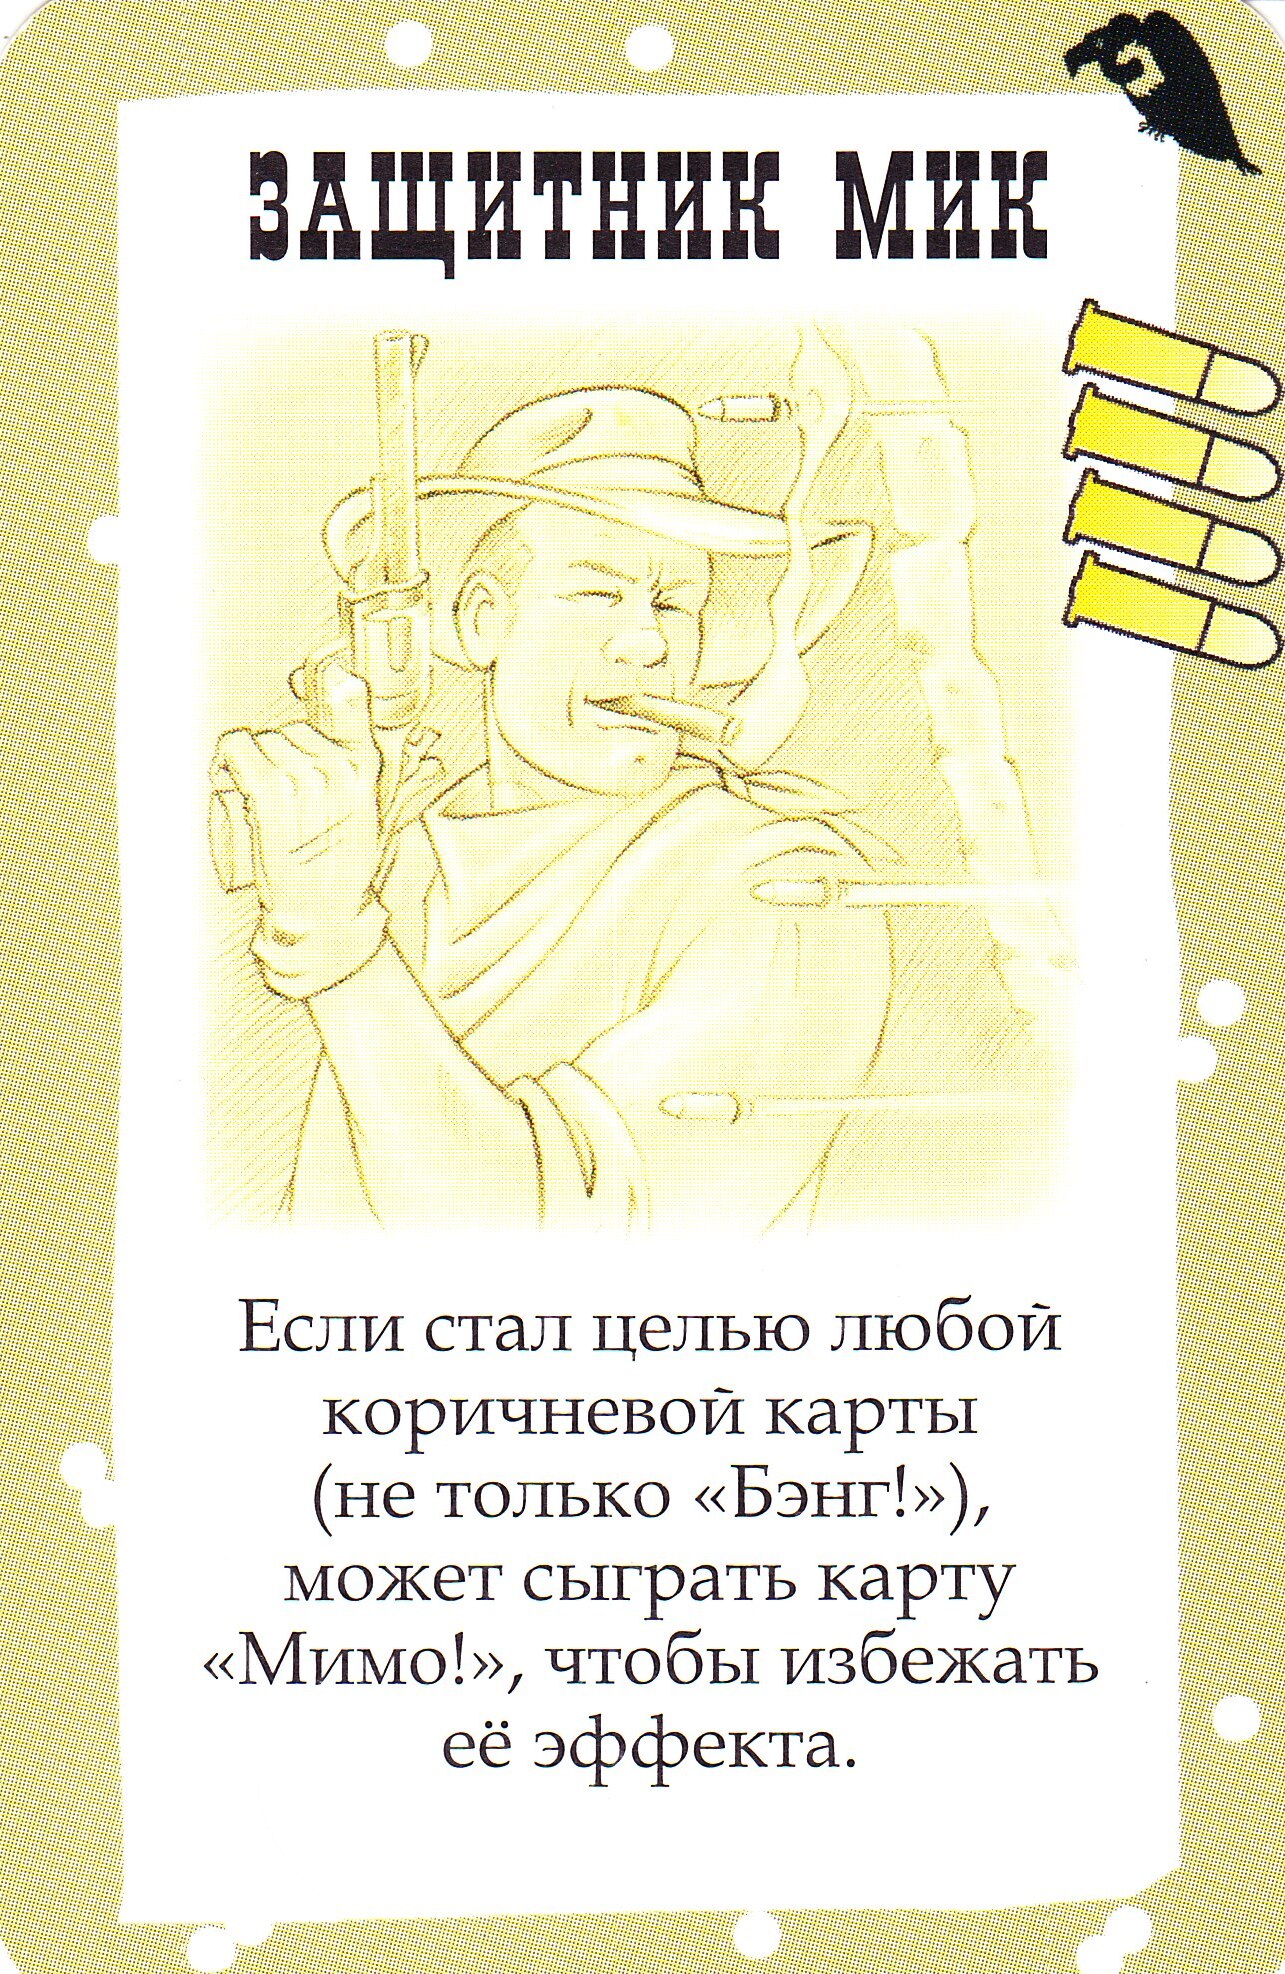 ЗАЩИТНИК МИК
Если стал целью любой
коричневой карты
(не только «Бэнг!»),
может сыграть карту
«Мимо!», чтобы избежать
её эффекта.